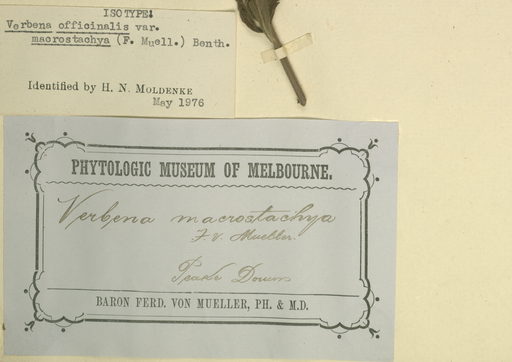 ISOTYPE:
Verbena officinalis var.
macrostachya (F. Muell.) Benth.
Identified by H. N. MOLDENKE
May 1976
PHYTOLOGIC MUSEUM OF MELBOURNE.
Verbena macrostachya
F. v. Mueller.
Peake Downs
BARON FERD. VON MUELLER, PH. & M.D.